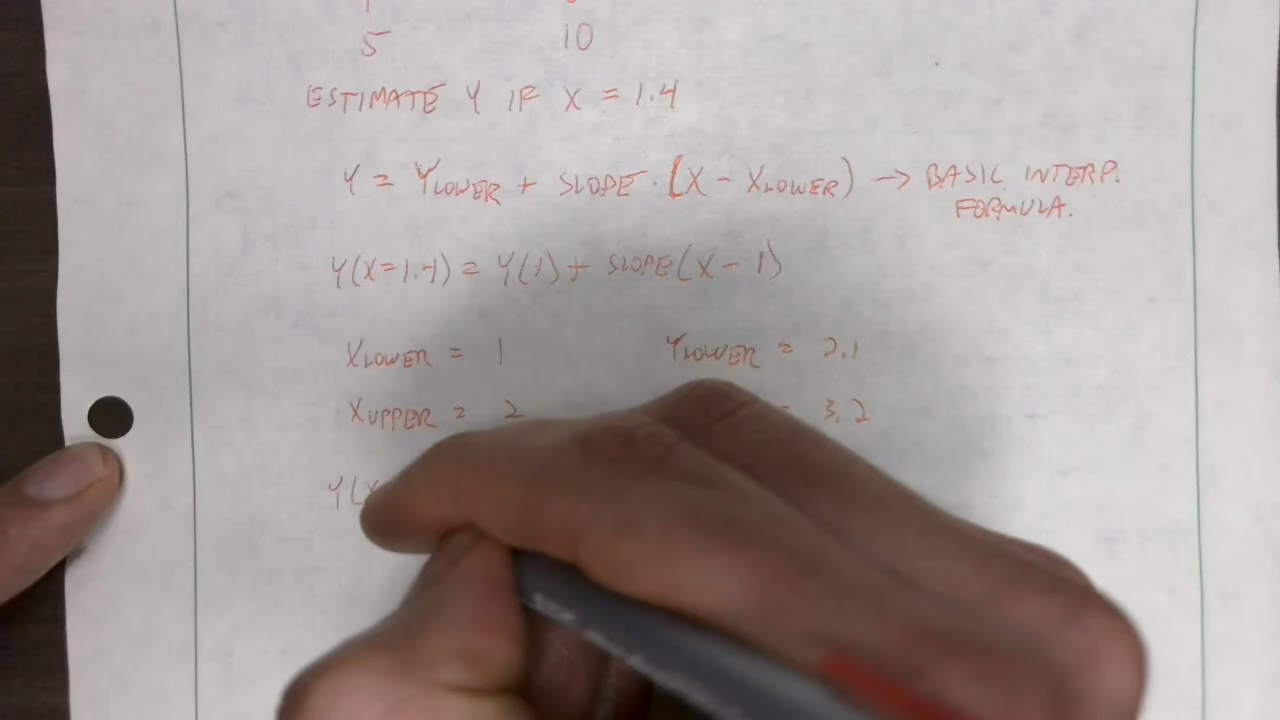 5 10
ESTIMATE Y IF X = 1.4
Y = YLOWER + SLOPE · (X - XLOWER) → BASIC INTERP. FORMULA.
Y(X=1.4) = Y(1) + SLOPE(X - 1)
XLOWER = 1 YLOWER = 2.1
XUPPER = 2 = 3.2
Y(X